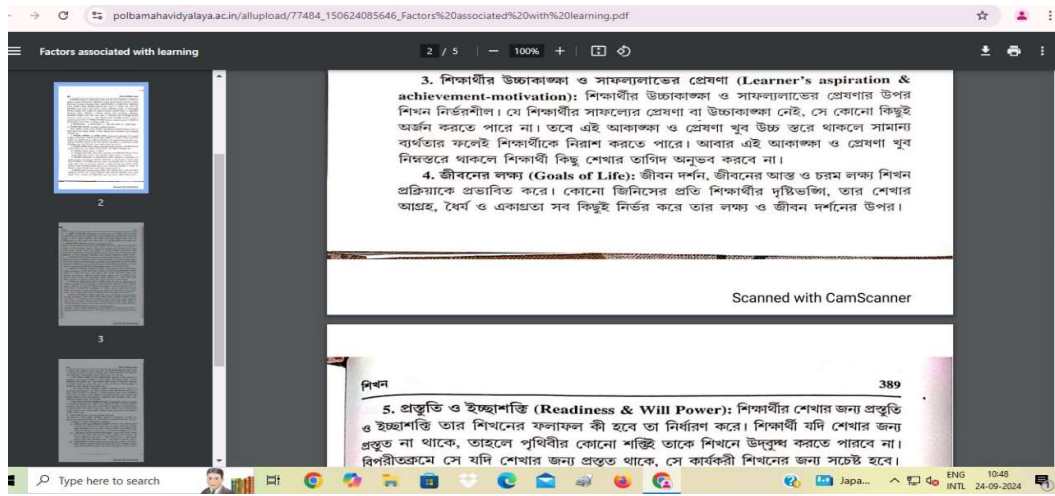 polbamahavidyalaya.ac.in/allupload/77484_150624085646_Factors%20associated%20with%20learning.pdf
Factors associated with learning
2 / 5
100%
2
3
3. শিক্ষার্থীর উচ্চাকাঙ্ক্ষা ও সাফল্যলাভের প্রেষণা (Learner's aspiration &
achievement-motivation): শিক্ষার্থীর উচ্চাকাঙ্ক্ষা ও সাফল্যলাভের প্রেষণার উপর
শিখন নির্ভরশীল। যে শিক্ষার্থীর সাফল্যের প্রেষণা বা উচ্চাকাঙ্ক্ষা নেই, সে কোনো কিছুই
অর্জন করতে পারে না। তবে এই আকাঙ্ক্ষা ও প্রেষণা খুব উচ্চ স্তরে থাকলে সামান্য
ব্যর্থতার ফলেই শিক্ষার্থীকে নিরাশ করতে পারে। আবার এই আকাঙ্ক্ষা ও প্রেষণা খুব
নিম্নস্তরে থাকলে শিক্ষার্থী কিছু শেখার তাগিদ অনুভব করবে না।
4. জীবনের লক্ষ্য (Goals of Life): জীবন দর্শন, জীবনের আশু ও চরম লক্ষ্য শিখন
প্রক্রিয়াকে প্রভাবিত করে। কোনো জিনিসের প্রতি শিক্ষার্থীর দৃষ্টিভঙ্গি, তার শেখার
আগ্রহ, ধৈর্য ও একাগ্রতা সব কিছুই নির্ভর করে তার লক্ষ্য ও জীবন দর্শনের উপর।
Scanned with CamScanner
শিখন 389
5. প্রস্তুতি ও ইচ্ছাশক্তি (Readiness & Will Power): শিক্ষার্থীর শেখার জন্য প্রস্তুতি
ও ইচ্ছাশক্তি তার শিখনের ফলাফল কী হবে তা নির্ধারণ করে। শিক্ষার্থী যদি শেখার জন্য
প্রস্তুত না থাকে, তাহলে পৃথিবীর কোনো শক্তিই তাকে শিখনে উদ্‌বুদ্ধ করতে পারবে না।
বিপরীতক্রমে সে যদি শেখার জন্য প্রস্তুত থাকে, সে কার্যকরী শিখনের জন্য সচেষ্ট হবে।
Type here to search
Japa...
ENG 10:48
INTL 24-09-2024